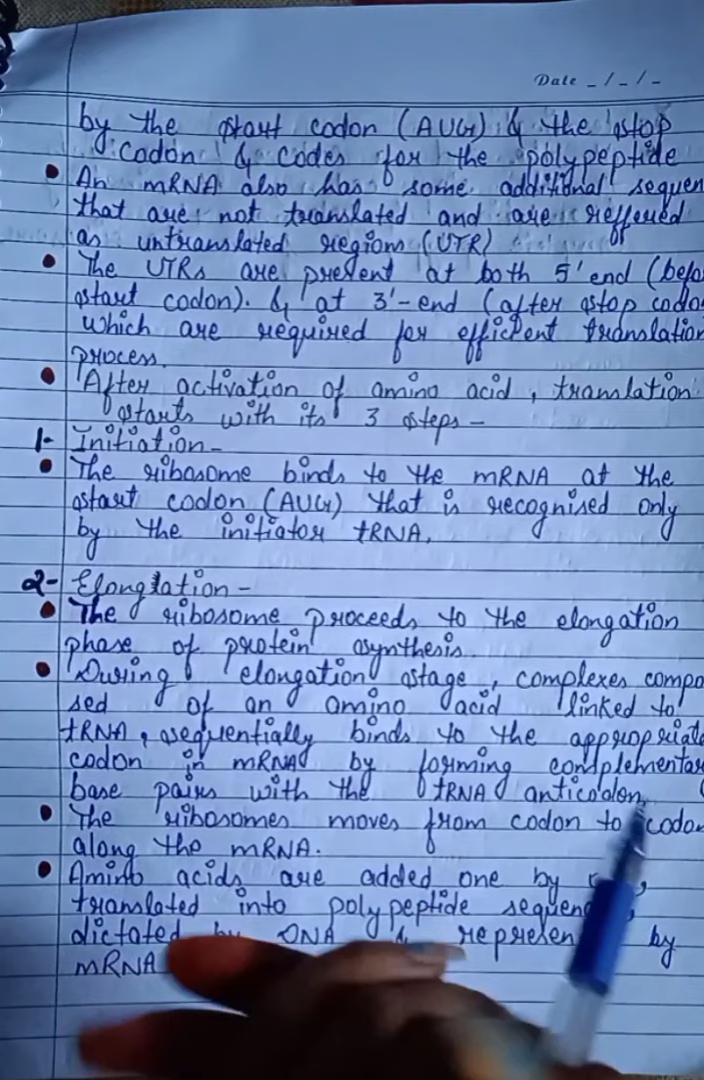 Date _/_/_
by the start codon (AUG) & the stop
codon & codes for the polypeptide
• An mRNA also has some additional sequen
that are not translated and are reffered
as untranslated regions (UTR)
• The UTRs are present at both 5' end (befo
start codon). & at 3'-end (after stop codo
which are required for efficient translation
process.
• After activation of amino acid, translation
starts with its 3 steps -
1- Initiation -
• The ribosome binds to the mRNA at the
start codon (AUG) that is recognised only
by the initiator tRNA.
2- Elongtation -
• The ribosome proceeds to the elongation
phase of protein synthesis.
• During elongation stage, complexes compo
sed of an amino acid linked to
tRNA, sequentially binds to the appropriate
codon in mRNA by forming complementar
base pairs with the tRNA anticodon.
• The ribosomes moves from codon to codon
along the mRNA.
• Amino acids are added one by
translated into polypeptide sequen
dictated by DNA & represen by
mRNA